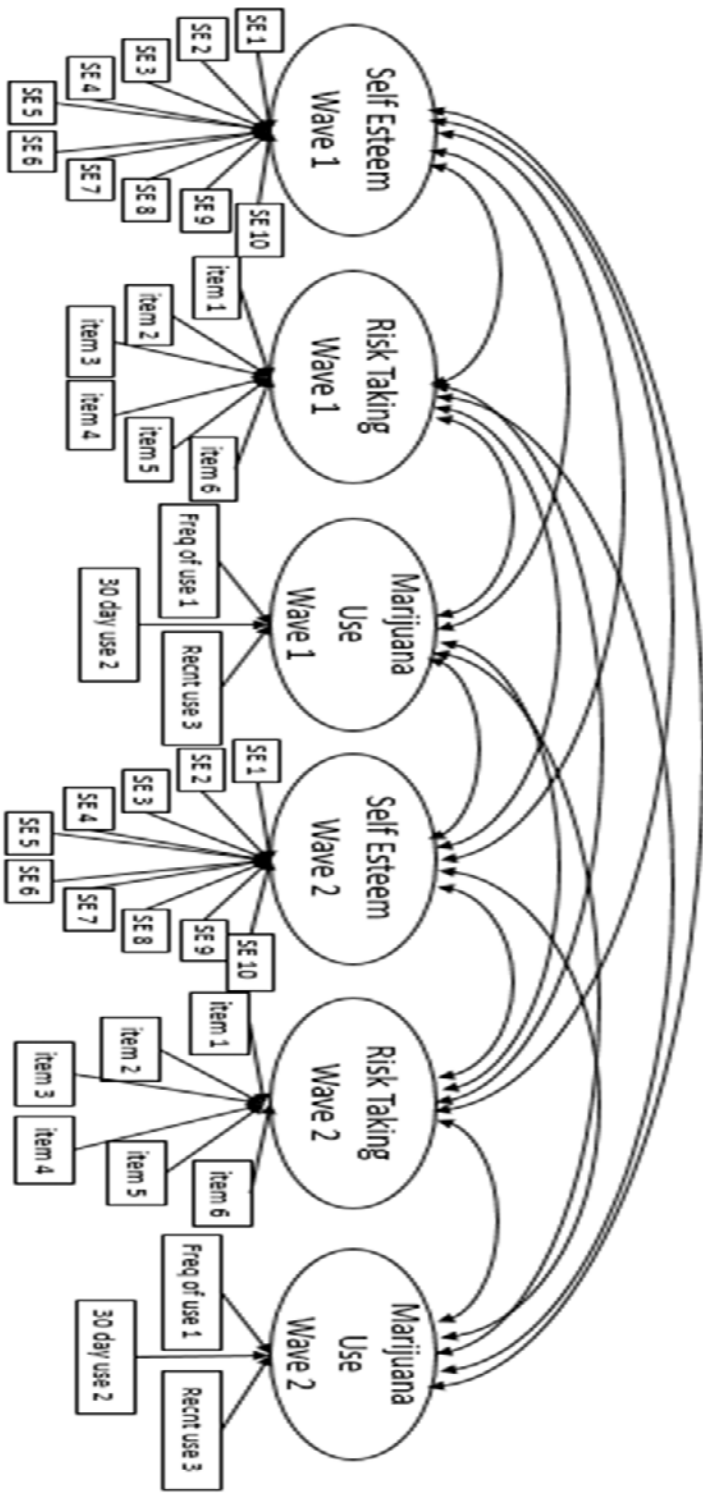 Self Esteem
Wave 1
Risk Taking
Wave 1
Marijuana
Use
Wave 1
Self Esteem
Wave 2
Risk Taking
Wave 2
Marijuana
Use
Wave 2
SE 1
SE 2
SE 3
SE 4
SE 5
SE 6
SE 7
SE 8
SE 9
SE 10
item 1
item 2
item 3
item 4
item 5
item 6
Freq of use 1
30 day use 2
Recnt use 3
SE 1
SE 2
SE 3
SE 4
SE 5
SE 6
SE 7
SE 8
SE 9
SE 10
item 1
item 2
item 3
item 4
item 5
item 6
Freq of use 1
30 day use 2
Recnt use 3